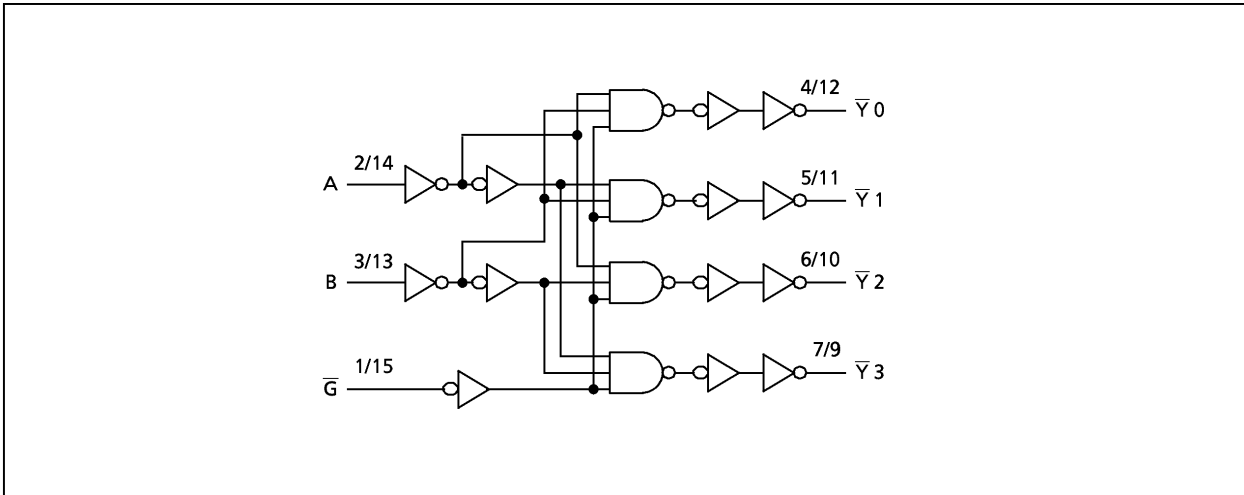 4/12
Y̅ 0
2/14
A
5/11
Y̅ 1
3/13
B
6/10
Y̅ 2
1/15
G̅
7/9
Y̅ 3